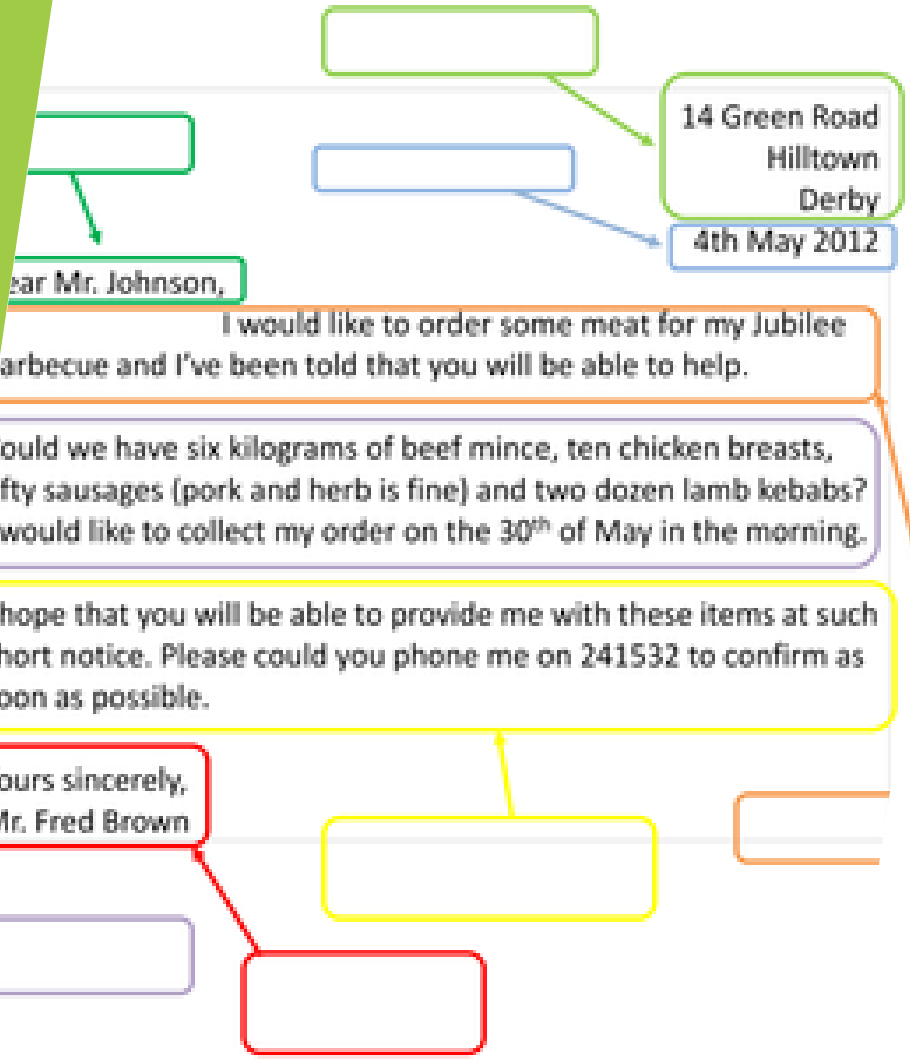 14 Green Road
Hilltown
Derby
4th May 2012
ear Mr. Johnson,
I would like to order some meat for my Jubilee
arbecue and I've been told that you will be able to help.
ould we have six kilograms of beef mince, ten chicken breasts,
fty sausages (pork and herb is fine) and two dozen lamb kebabs?
would like to collect my order on the 30th of May in the morning.
hope that you will be able to provide me with these items at such
hort notice. Please could you phone me on 241532 to confirm as
oon as possible.
ours sincerely,
Mr. Fred Brown